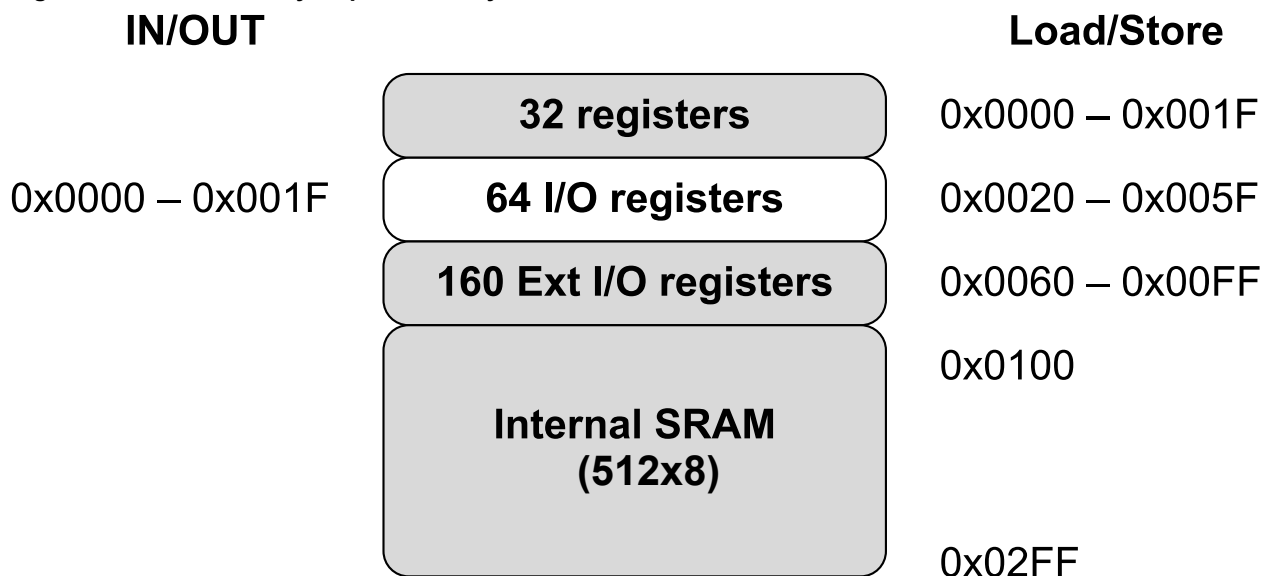 IN/OUT Load/Store
32 registers 0x0000 – 0x001F
0x0000 – 0x001F 64 I/O registers 0x0020 – 0x005F
160 Ext I/O registers 0x0060 – 0x00FF
0x0100
Internal SRAM
(512x8)
0x02FF